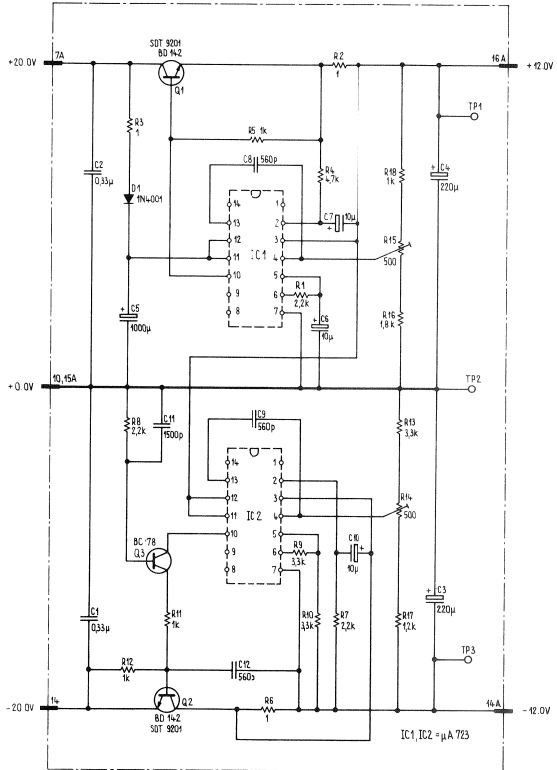 SDT 9201
BD 142
Q1
+20.0V
7A
R2
1
16A
+12.0V
TP1
R3
1
R5 1k
C2
0,33µ
C8
560p
R4
4,7k
C4
+
220µ
R18
1k
D1
1N4001
C7
10µ
+
14
13
12
11
10
9
8
1
2
3
4
5
6
7
IC1
R15
500
R1
2,2k
C5
+
1000µ
C6
+
10µ
R16
1,8k
+0.0V
10,15A
TP2
R8
2,2k
C11
1500p
C9
560p
R13
3,3k
14
13
12
11
10
9
8
1
2
3
4
5
6
7
IC2
R14
500
BC 78
Q3
R9
3,3k
C10
+
10µ
C3
+
220µ
C1
0,33µ
R11
1k
R10
3,3k
R7
2,2k
R17
1,2k
R12
1k
C12
560p
TP3
-20.0V
14
Q2
BD 142
SDT 9201
R6
1
14A
-12.0V
IC1, IC2 = µA 723